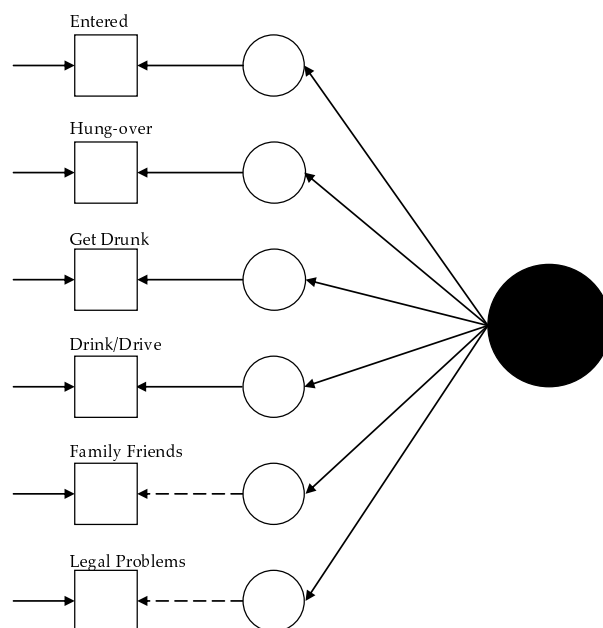 Entered
Hung-over
Get Drunk
Drink/Drive
Family Friends
Legal Problems